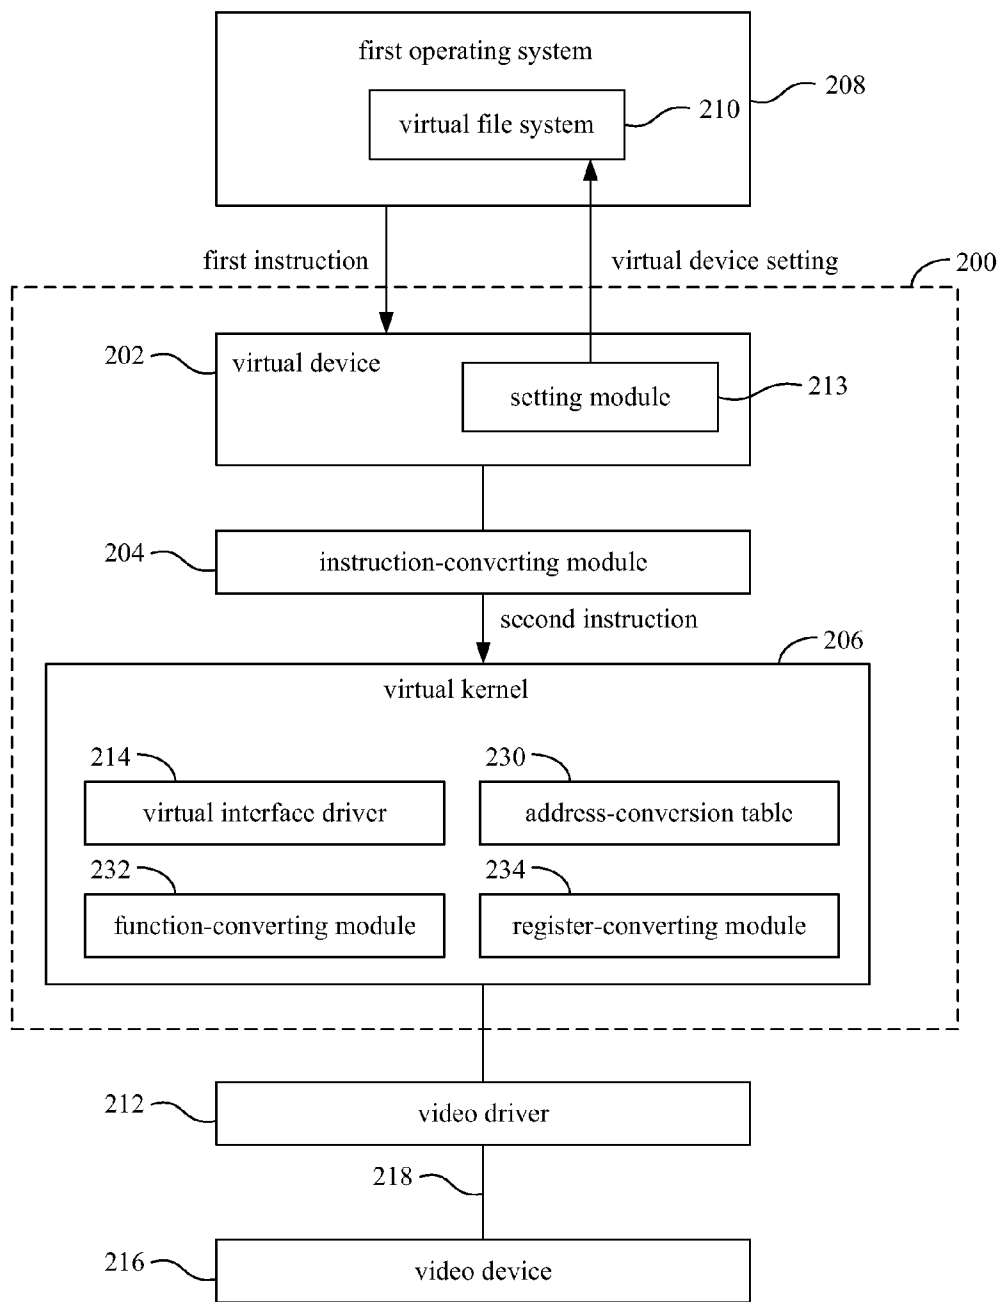 first operating system
208
virtual file system
210
first instruction
virtual device setting
200
202
virtual device
setting module
213
204
instruction-converting module
second instruction
206
virtual kernel
214
230
virtual interface driver
address-conversion table
232
234
function-converting module
register-converting module
212
video driver
218
216
video device